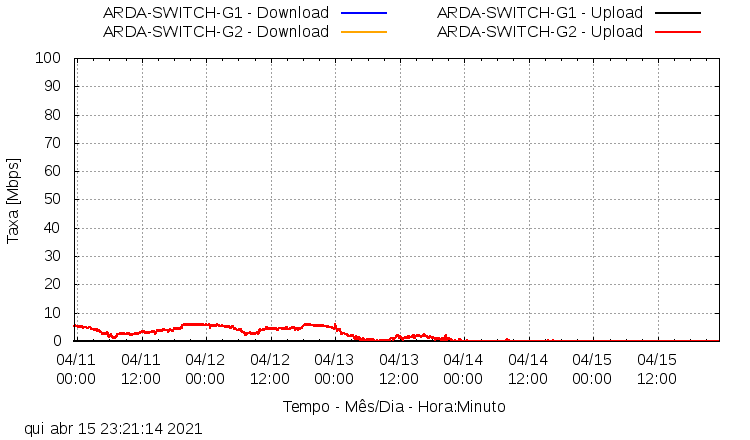 ARDA-SWITCH-G1 - Download ARDA-SWITCH-G1 - Upload
ARDA-SWITCH-G2 - Download ARDA-SWITCH-G2 - Upload
100
90
80
70
60
50
40
30
20
10
0
Taxa [Mbps]
04/11 04/11 04/12 04/12 04/13 04/13 04/14 04/14 04/15 04/15
00:00 12:00 00:00 12:00 00:00 12:00 00:00 12:00 00:00 12:00
Tempo - Mês/Dia - Hora:Minuto
qui abr 15 23:21:14 2021